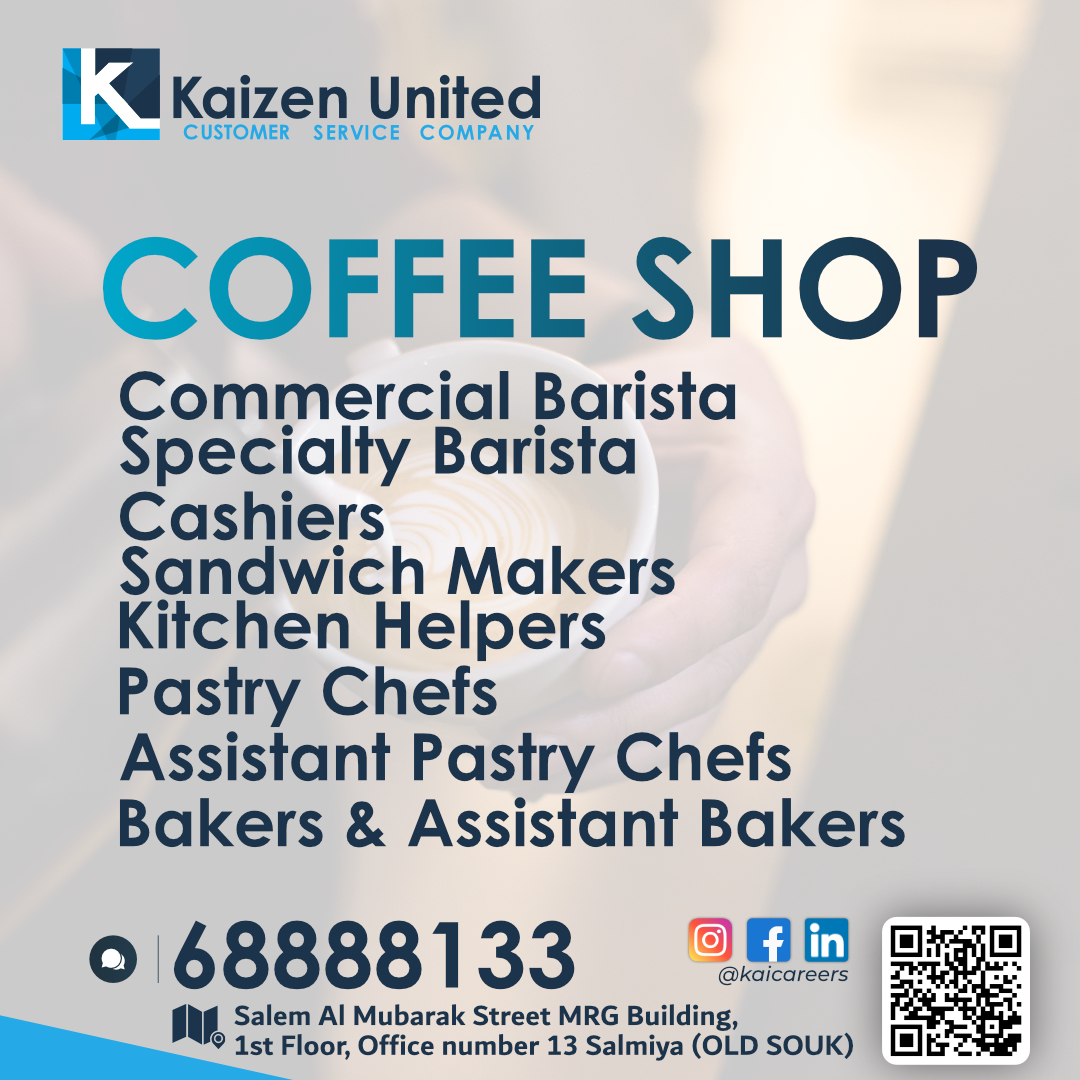 Kaizen United
CUSTOMER SERVICE COMPANY
COFFEE SHOP
Commercial Barista
Specialty Barista
Cashiers
Sandwich Makers
Kitchen Helpers
Pastry Chefs
Assistant Pastry Chefs
Bakers & Assistant Bakers
68888133
@kaicareers
Salem Al Mubarak Street MRG Building,
1st Floor, Office number 13 Salmiya (OLD SOUK)